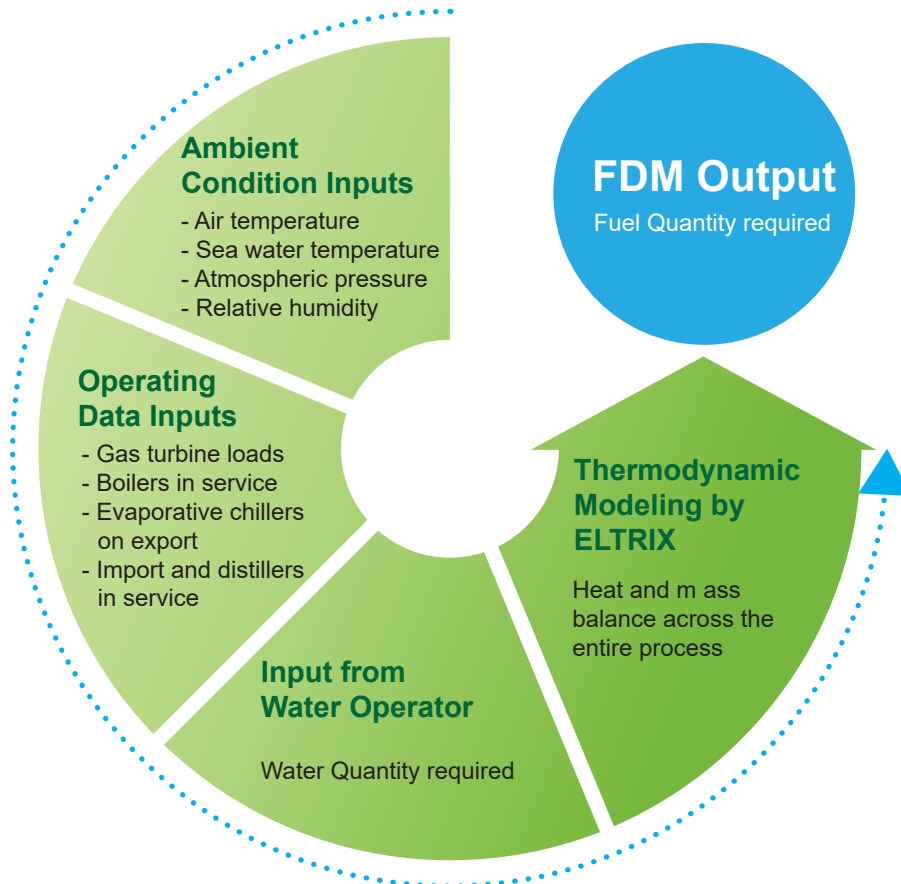 Ambient
Condition Inputs
- Air temperature
- Sea water temperature
- Atmospheric pressure
- Relative humidity
Operating
Data Inputs
- Gas turbine loads
- Boilers in service
- Evaporative chillers
on export
- Import and distillers
in service
Input from
Water Operator
Water Quantity required
Thermodynamic
Modeling by
ELTRIX
Heat and m ass
balance across the
entire process
FDM Output
Fuel Quantity required